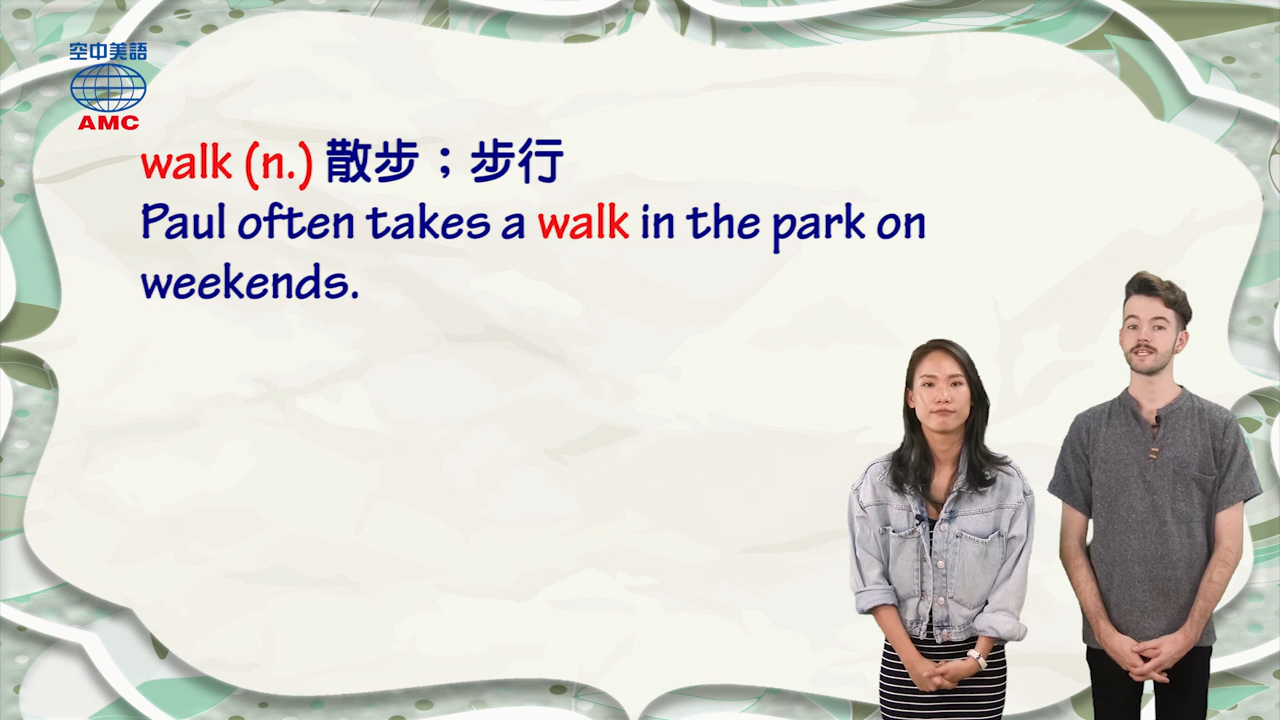 空中美語
AMC
walk (n.) 散步；步行
Paul often takes a walk in the park on
weekends.